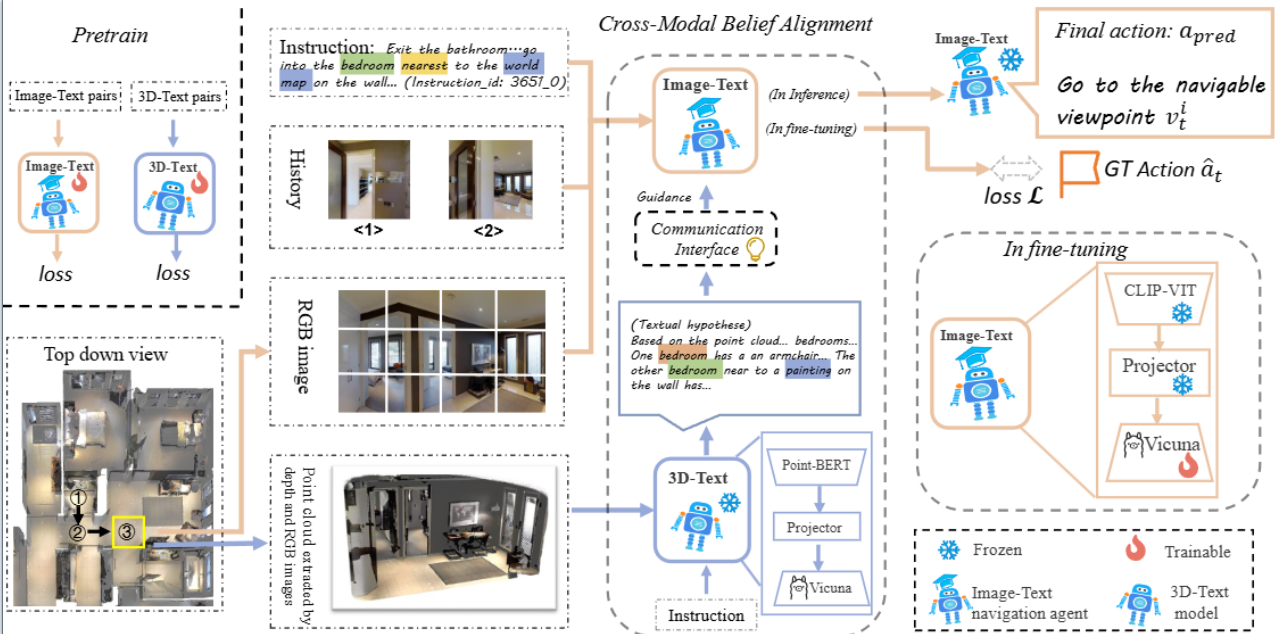 Pretrain
Image-Text pairs
3D-Text pairs
Image-Text
3D-Text
loss
loss
Top down view
①
②
③
Instruction: Exit the bathroom…go
into the bedroom nearest to the world
map on the wall… (Instruction_id: 3651_0)
History
<1>
<2>
RGB image
Point cloud extracted by
depth and RGB images
Cross-Modal Belief Alignment
Image-Text
(In Inference)
(In fine-tuning)
Guidance
Communication
Interface
(Textual hypothese)
Based on the point cloud… bedrooms…
One bedroom has a an armchair… The
other bedroom near to a painting on
the wall has…
3D-Text
Instruction
Point-BERT
Projector
Vicuna
Image-Text
Final action: a_pred
Go to the navigable
viewpoint v_t^i
loss ℒ
GT Action â_t
In fine-tuning
Image-Text
CLIP-VIT
Projector
Vicuna
Frozen
Trainable
Image-Text
navigation agent
3D-Text
model